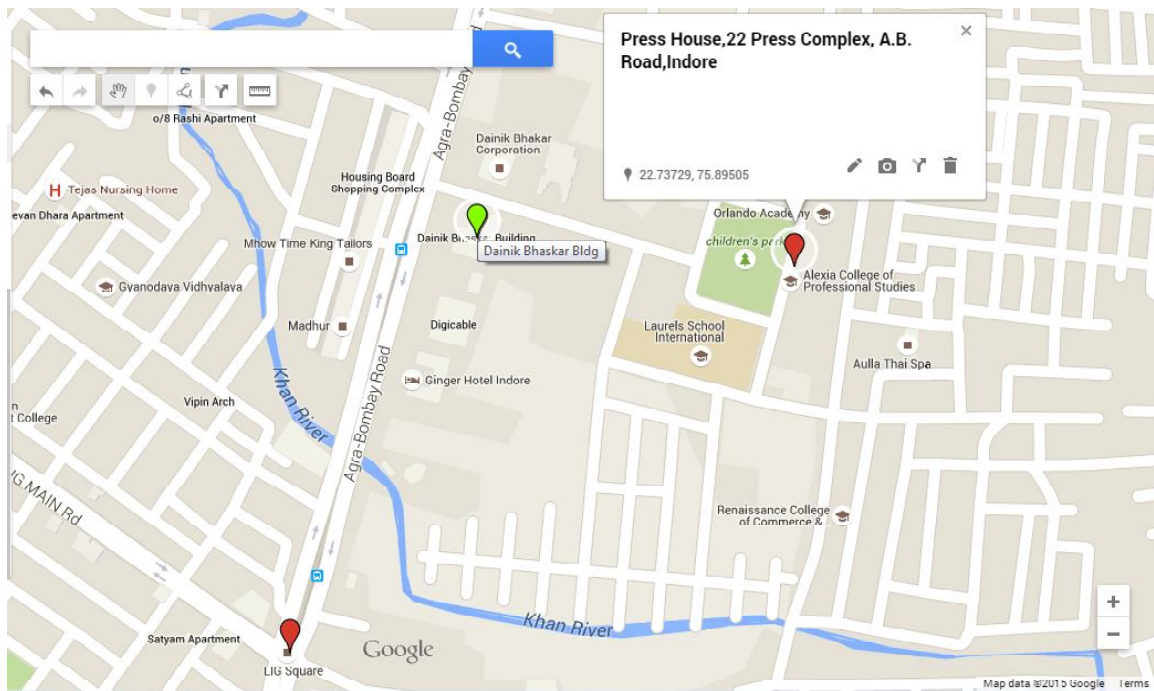 Press House,22 Press Complex, A.B.
Road,Indore
22.73729, 75.89505
Agra-Bombay Road
o/8 Rashi Apartment
Dainik Bhakar
Corporation
Housing Board
Shopping Complex
H Tejas Nursing Home
evan Dhara Apartment
Orlando Academy
Mhow Time King Tailors
Building
Dainik Bhaskar Bldg
children's park
Alexia College of
Professional Studies
Gyanodaya Vidhyalaya
Madhur
Digicable
Laurels School
International
Aulla Thai Spa
Ginger Hotel Indore
Vipin Arch
t College
Khan River
Agra-Bombay Road
IG MAIN Rd
Renaissance College
of Commerce &
Khan River
Satyam Apartment
Google
LIG Square
Map data ©2015 Google Terms